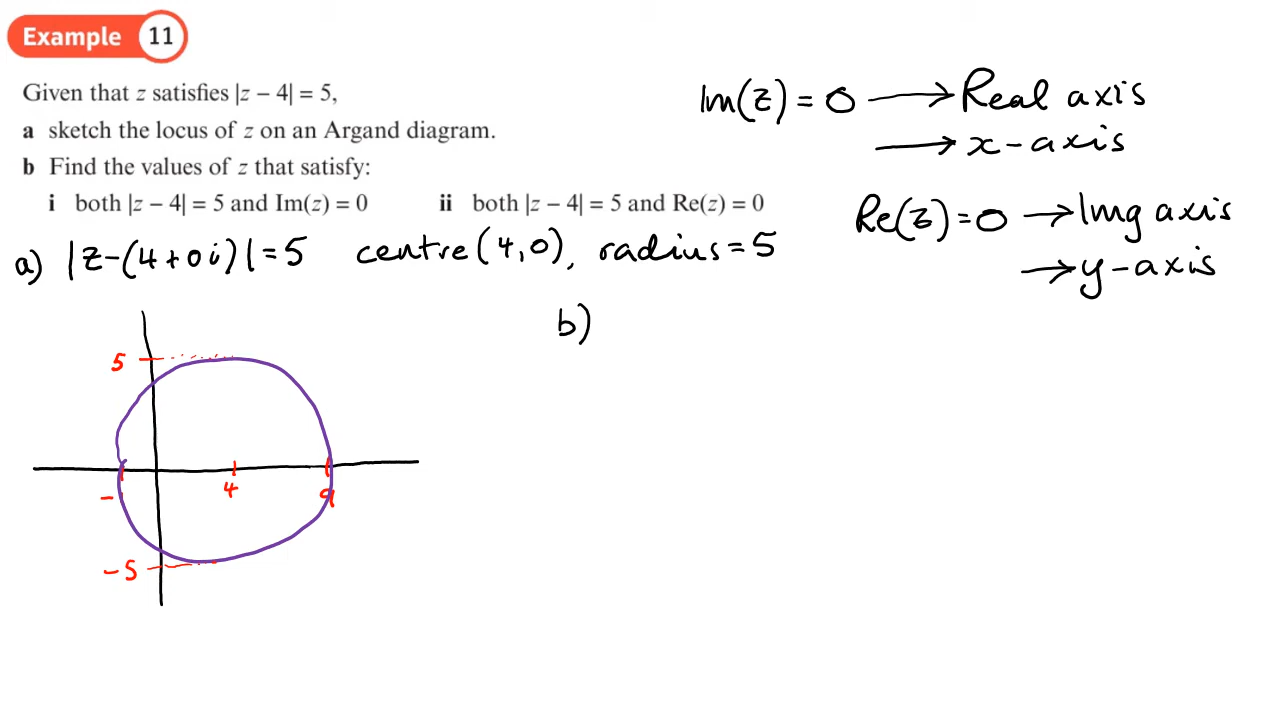 Example 11
Given that z satisfies |z − 4| = 5,
a sketch the locus of z on an Argand diagram.
b Find the values of z that satisfy:
i both |z − 4| = 5 and Im(z) = 0 ii both |z − 4| = 5 and Re(z) = 0
Im(z) = 0 ⟶ Real axis
⟶ x-axis
Re(z) = 0 → Img axis
→ y-axis
a) |z-(4+0i)| = 5 centre (4,0), radius = 5
b)
5
-1 4 9
-5